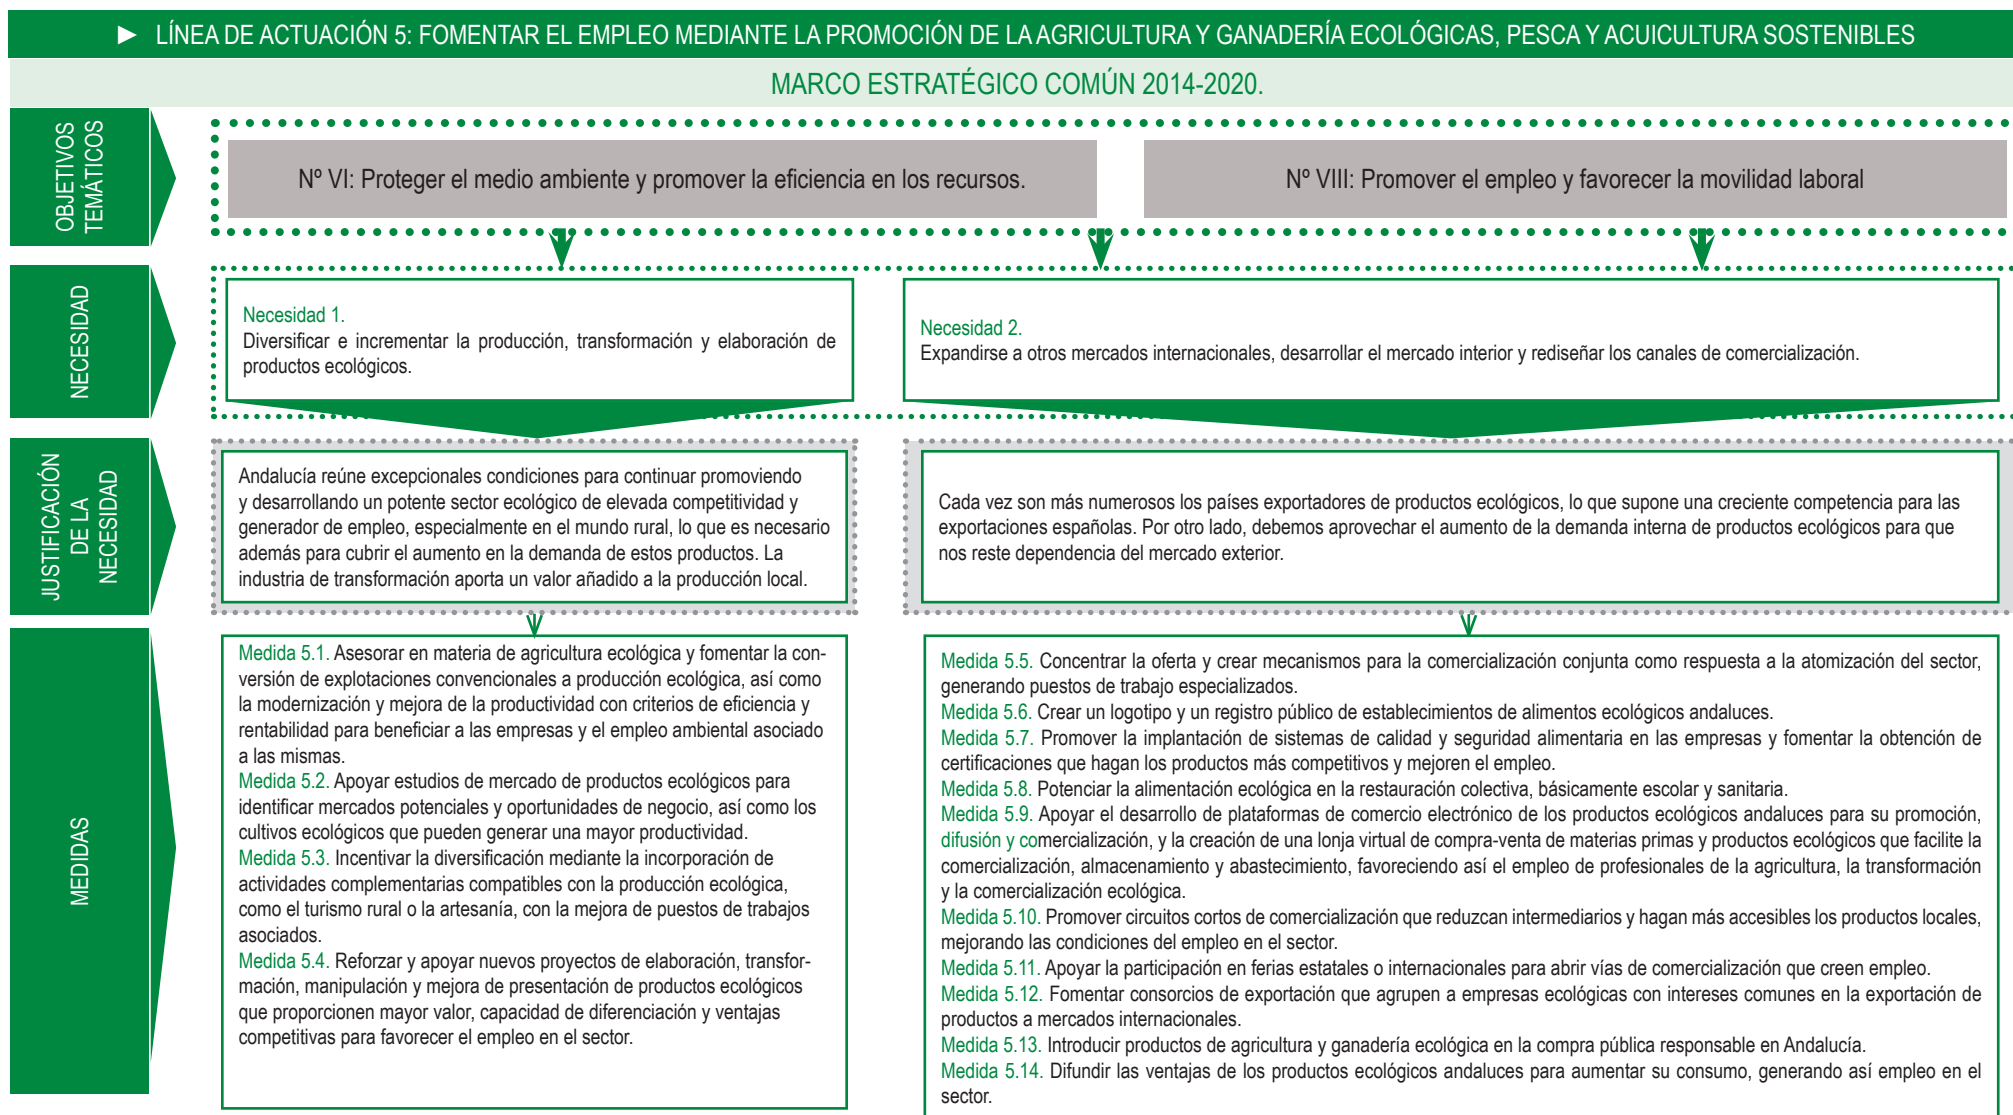 ► LÍNEA DE ACTUACIÓN 5: FOMENTAR EL EMPLEO MEDIANTE LA PROMOCIÓN DE LA AGRICULTURA Y GANADERÍA ECOLÓGICAS, PESCA Y ACUICULTURA SOSTENIBLES
MARCO ESTRATÉGICO COMÚN 2014-2020.
OBJETIVOS
TEMÁTICOS
Nº VI: Proteger el medio ambiente y promover la eficiencia en los recursos.
Nº VIII: Promover el empleo y favorecer la movilidad laboral
NECESIDAD
Necesidad 1.
Diversificar e incrementar la producción, transformación y elaboración de
productos ecológicos.
Necesidad 2.
Expandirse a otros mercados internacionales, desarrollar el mercado interior y rediseñar los canales de comercialización.
JUSTIFICACIÓN
DE LA
NECESIDAD
Andalucía reúne excepcionales condiciones para continuar promoviendo
y desarrollando un potente sector ecológico de elevada competitividad y
generador de empleo, especialmente en el mundo rural, lo que es necesario
además para cubrir el aumento en la demanda de estos productos. La
industria de transformación aporta un valor añadido a la producción local.
Cada vez son más numerosos los países exportadores de productos ecológicos, lo que supone una creciente competencia para las
exportaciones españolas. Por otro lado, debemos aprovechar el aumento de la demanda interna de productos ecológicos para que
nos reste dependencia del mercado exterior.
MEDIDAS
Medida 5.1. Asesorar en materia de agricultura ecológica y fomentar la con-
versión de explotaciones convencionales a producción ecológica, así como
la modernización y mejora de la productividad con criterios de eficiencia y
rentabilidad para beneficiar a las empresas y el empleo ambiental asociado
a las mismas.
Medida 5.2. Apoyar estudios de mercado de productos ecológicos para
identificar mercados potenciales y oportunidades de negocio, así como los
cultivos ecológicos que pueden generar una mayor productividad.
Medida 5.3. Incentivar la diversificación mediante la incorporación de
actividades complementarias compatibles con la producción ecológica,
como el turismo rural o la artesanía, con la mejora de puestos de trabajos
asociados.
Medida 5.4. Reforzar y apoyar nuevos proyectos de elaboración, transfor-
mación, manipulación y mejora de presentación de productos ecológicos
que proporcionen mayor valor, capacidad de diferenciación y ventajas
competitivas para favorecer el empleo en el sector.
Medida 5.5. Concentrar la oferta y crear mecanismos para la comercialización conjunta como respuesta a la atomización del sector,
generando puestos de trabajo especializados.
Medida 5.6. Crear un logotipo y un registro público de establecimientos de alimentos ecológicos andaluces.
Medida 5.7. Promover la implantación de sistemas de calidad y seguridad alimentaria en las empresas y fomentar la obtención de
certificaciones que hagan los productos más competitivos y mejoren el empleo.
Medida 5.8. Potenciar la alimentación ecológica en la restauración colectiva, básicamente escolar y sanitaria.
Medida 5.9. Apoyar el desarrollo de plataformas de comercio electrónico de los productos ecológicos andaluces para su promoción,
difusión y comercialización, y la creación de una lonja virtual de compra-venta de materias primas y productos ecológicos que facilite la
comercialización, almacenamiento y abastecimiento, favoreciendo así el empleo de profesionales de la agricultura, la transformación
y la comercialización ecológica.
Medida 5.10. Promover circuitos cortos de comercialización que reduzcan intermediarios y hagan más accesibles los productos locales,
mejorando las condiciones del empleo en el sector.
Medida 5.11. Apoyar la participación en ferias estatales o internacionales para abrir vías de comercialización que creen empleo.
Medida 5.12. Fomentar consorcios de exportación que agrupen a empresas ecológicas con intereses comunes en la exportación de
productos a mercados internacionales.
Medida 5.13. Introducir productos de agricultura y ganadería ecológica en la compra pública responsable en Andalucía.
Medida 5.14. Difundir las ventajas de los productos ecológicos andaluces para aumentar su consumo, generando así empleo en el
sector.